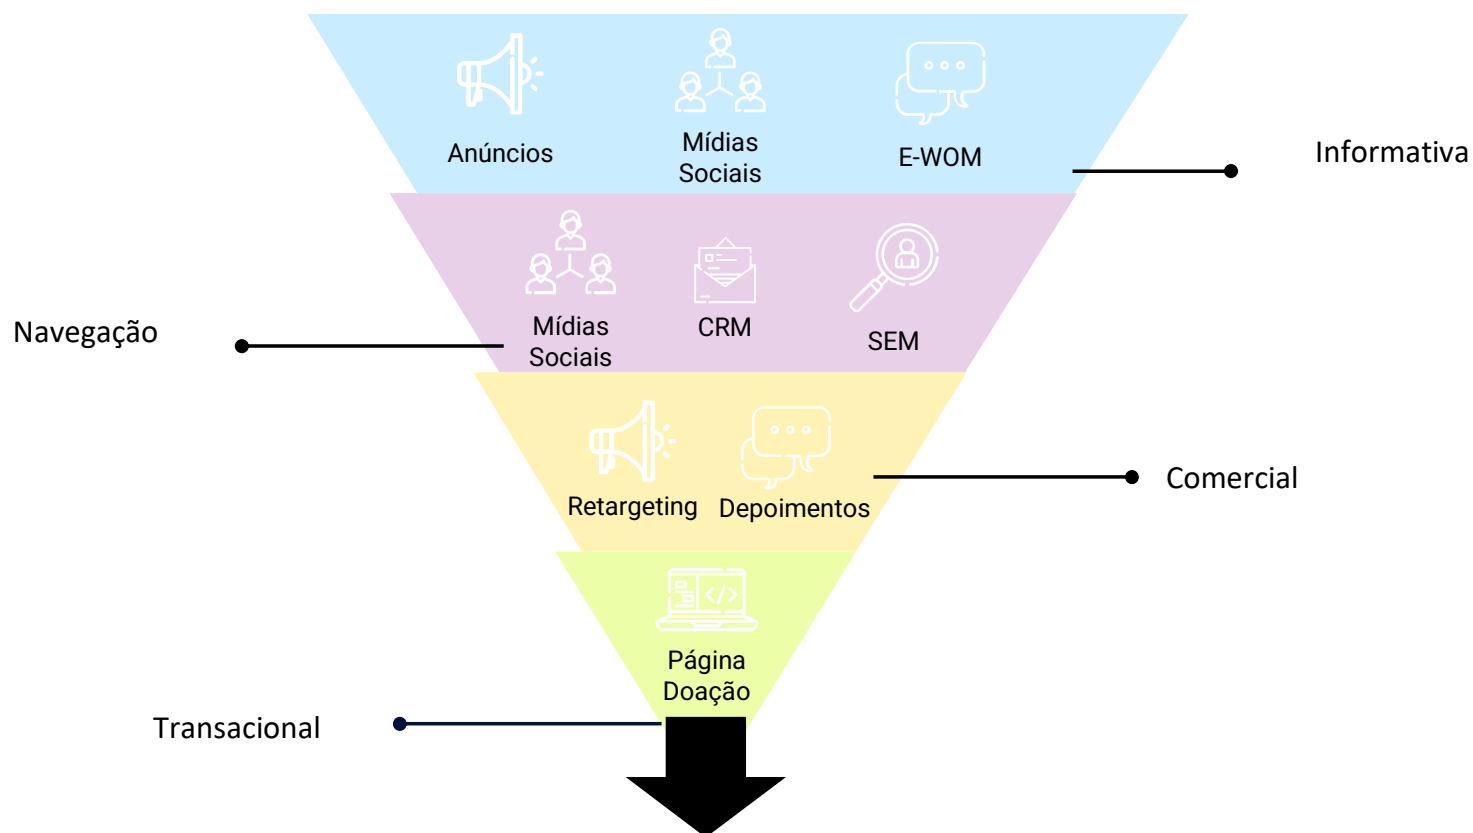 Anúncios
Mídias
Sociais
E-WOM
Informativa
Mídias
Sociais
CRM
SEM
Navegação
Retargeting
Depoimentos
Comercial
Página
Doação
Transacional